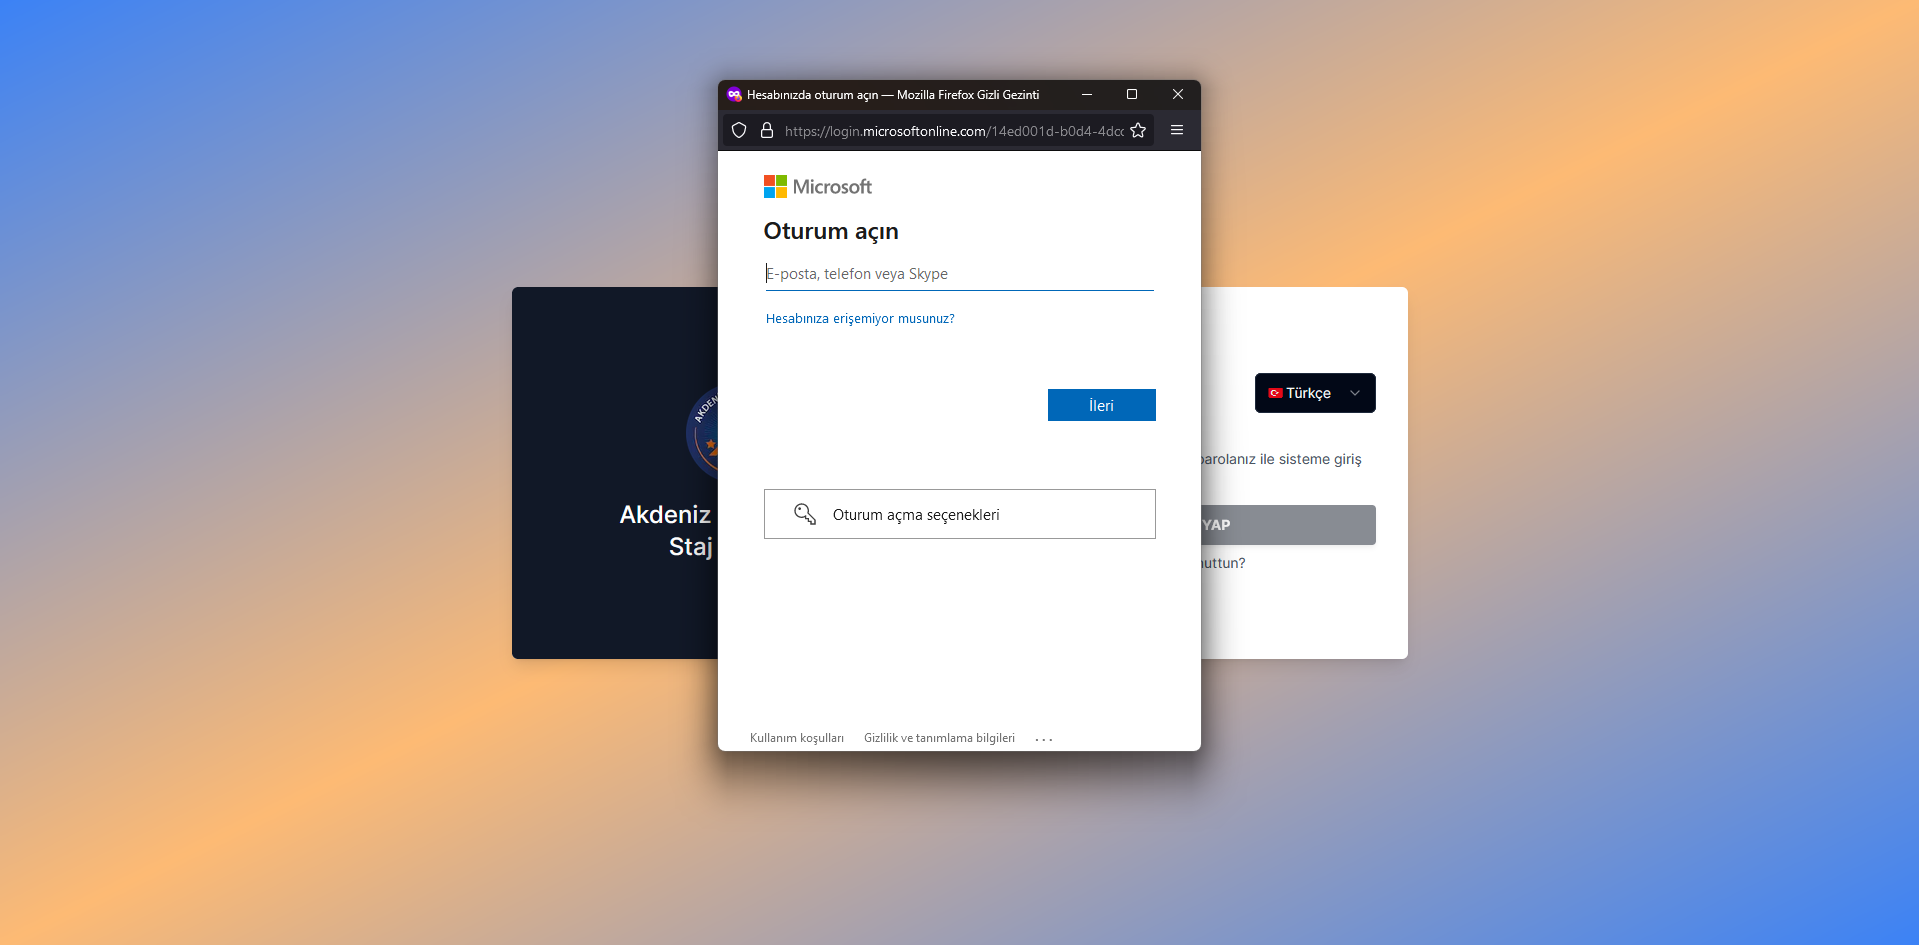 Hesabınızda oturum açın — Mozilla Firefox Gizli Gezinti
https://login.microsoftonline.com/14ed001d-b0d4-4dcc
Microsoft
Oturum açın
E-posta, telefon veya Skype
Hesabınıza erişemiyor musunuz?
İleri
Oturum açma seçenekleri
Kullanım koşulları
Gizlilik ve tanımlama bilgileri
...
AKDEN
Akdeniz
Staj
Türkçe
parolanız ile sisteme giriş
YAP
uttun?